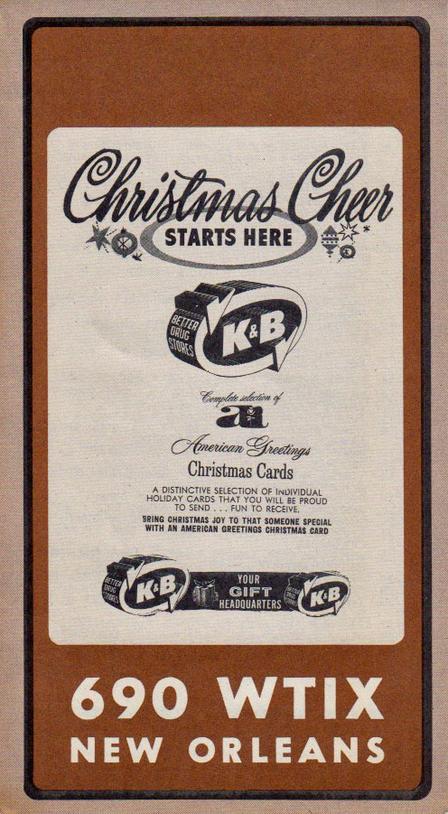 Christmas Cheer
STARTS HERE
BETTER
DRUG
STORES
K&B
Complete selection of
American Greetings
Christmas Cards
A DISTINCTIVE SELECTION OF INDIVIDUAL
HOLIDAY CARDS THAT YOU WILL BE PROUD
TO SEND . . . FUN TO RECEIVE.
BRING CHRISTMAS JOY TO THAT SOMEONE SPECIAL
WITH AN AMERICAN GREETINGS CHRISTMAS CARD
BETTER
DRUG
STORES
K&B
YOUR
GIFT
HEADQUARTERS
K&B
690 WTIX
NEW ORLEANS